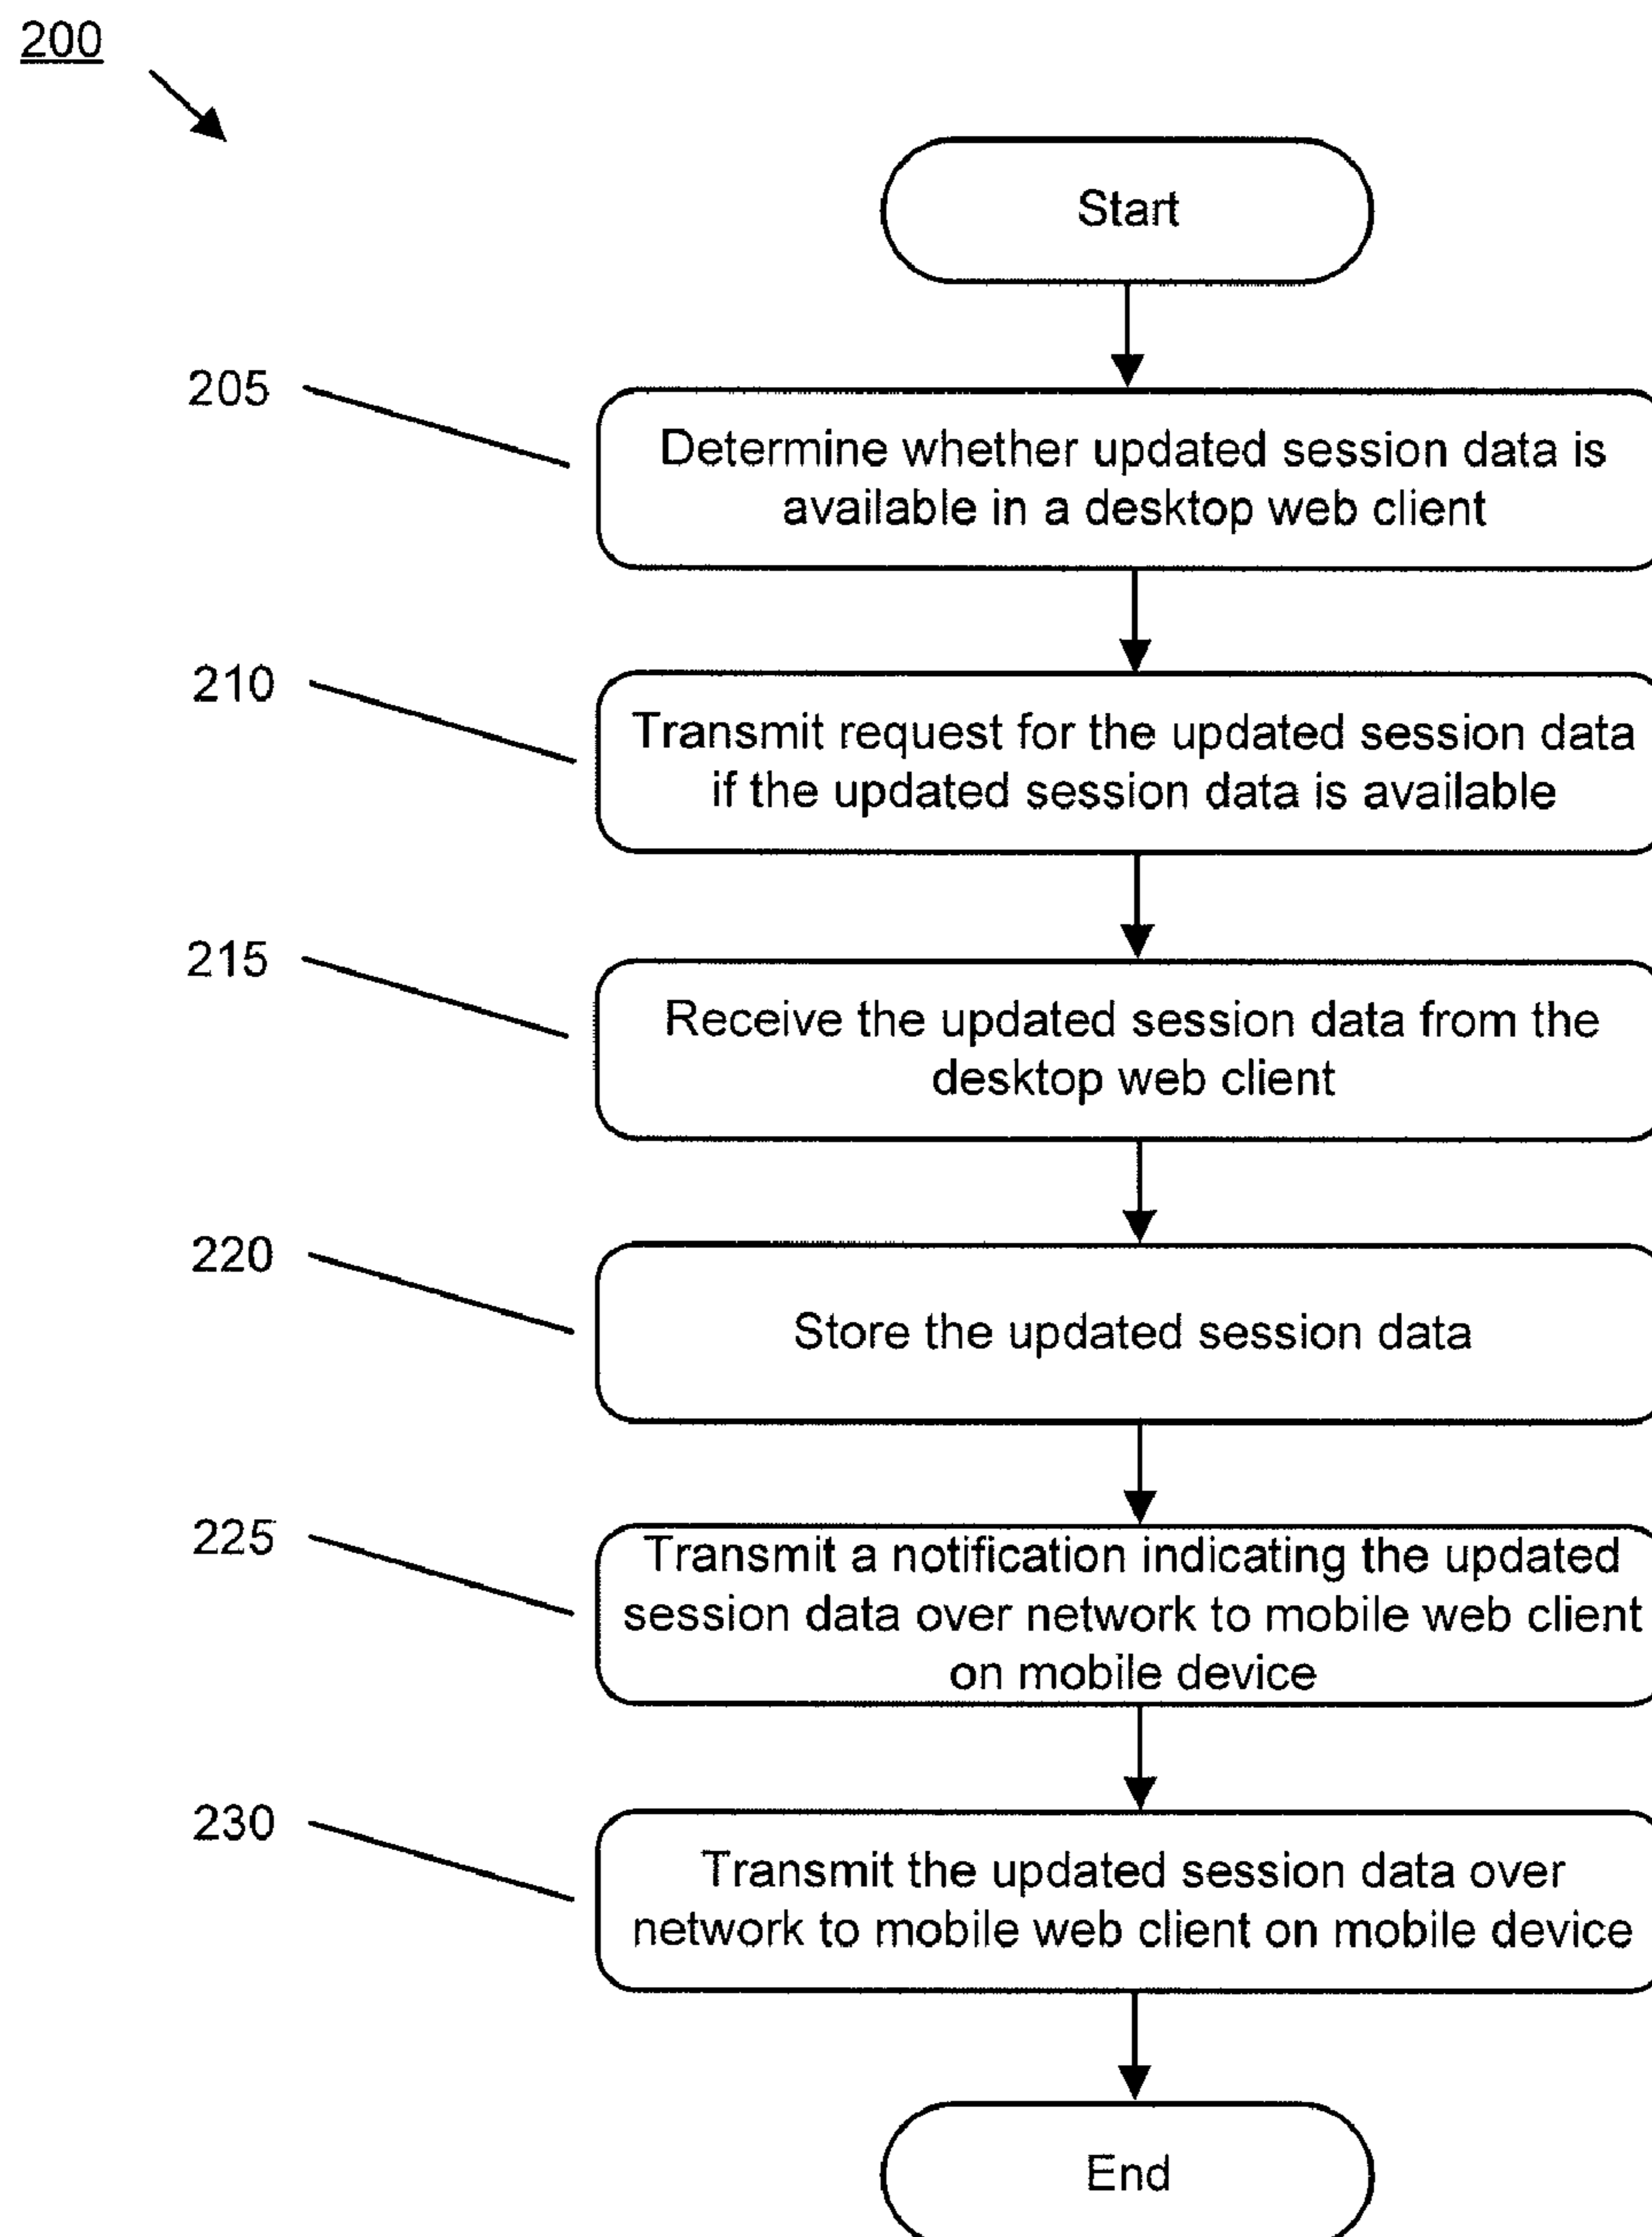 200
Start
205
Determine whether updated session data is
available in a desktop web client
210
Transmit request for the updated session data
if the updated session data is available
215
Receive the updated session data from the
desktop web client
220
Store the updated session data
225
Transmit a notification indicating the updated
session data over network to mobile web client
on mobile device
230
Transmit the updated session data over
network to mobile web client on mobile device
End